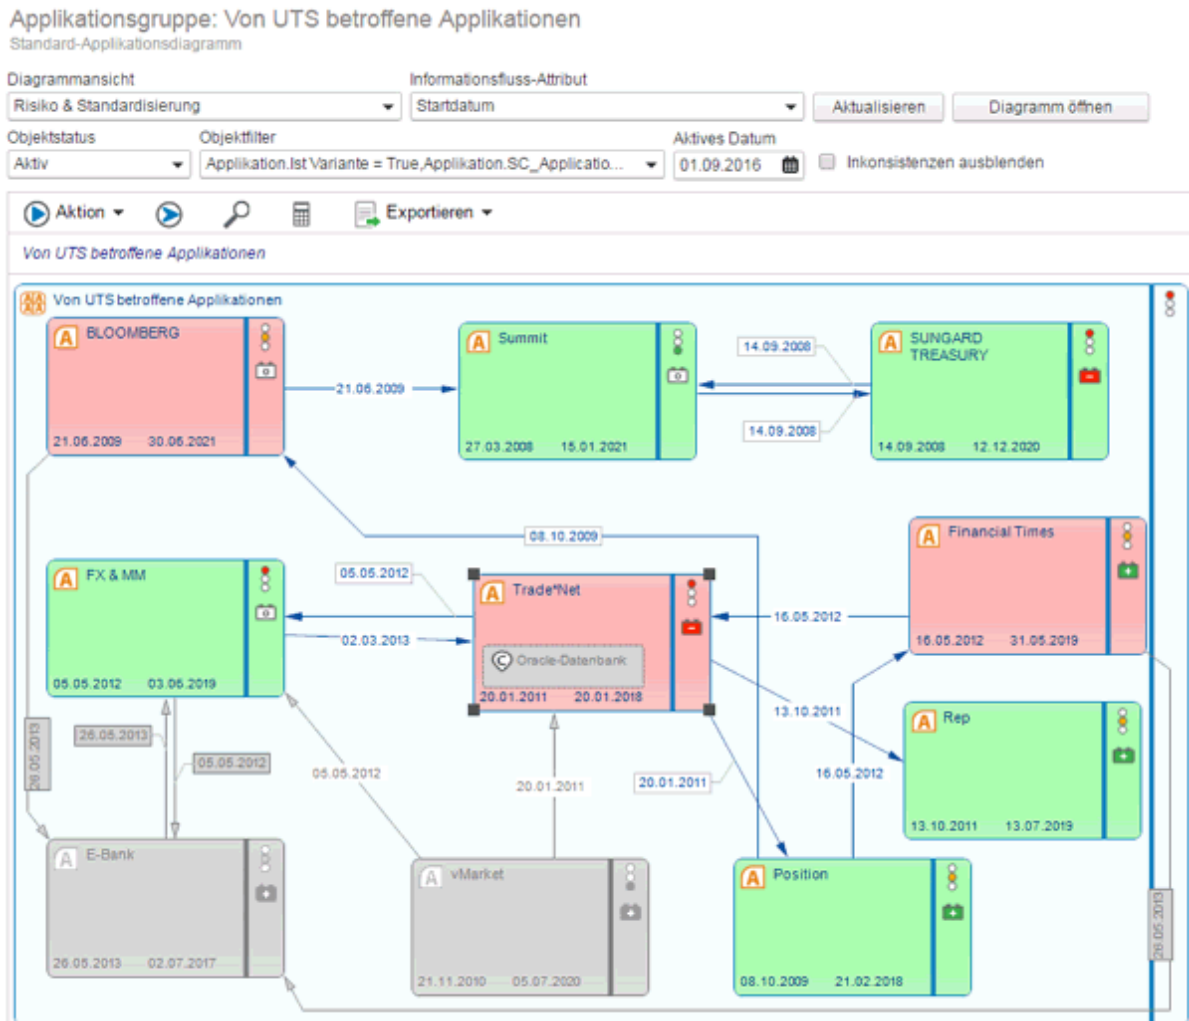 Applikationsgruppe: Von UTS betroffene Applikationen
Standard-Applikationsdiagramm
Diagrammansicht
Informationsfluss-Attribut
Risiko & Standardisierung
Startdatum
Aktualisieren
Diagramm öffnen
Objektstatus
Objektfilter
Aktives Datum
Aktiv
Applikation.Ist Variante = True,Applikation.SC_Applicatio...
01.09.2016
Inkonsistenzen ausblenden
Aktion
Exportieren
Von UTS betroffene Applikationen
Von UTS betroffene Applikationen
BLOOMBERG
21.06.2009 30.06.2021
21.06.2009
Summit
27.03.2008 15.01.2021
14.09.2008
14.09.2008
SUNGARD
TREASURY
14.09.2008 12.12.2020
08.10.2009
FX & MM
05.05.2012 03.06.2019
05.05.2012
02.03.2013
Trade*Net
Oracle-Datenbank
20.01.2011 20.01.2018
16.05.2012
Financial Times
16.05.2012 31.05.2019
13.10.2011
Rep
13.10.2011 13.07.2019
26.05.2013
26.05.2013
05.05.2012
05.05.2012
20.01.2011
20.01.2011
16.05.2012
E-Bank
26.05.2013 02.07.2017
vMarket
21.11.2010 05.07.2020
Position
08.10.2009 21.02.2018
26.05.2013